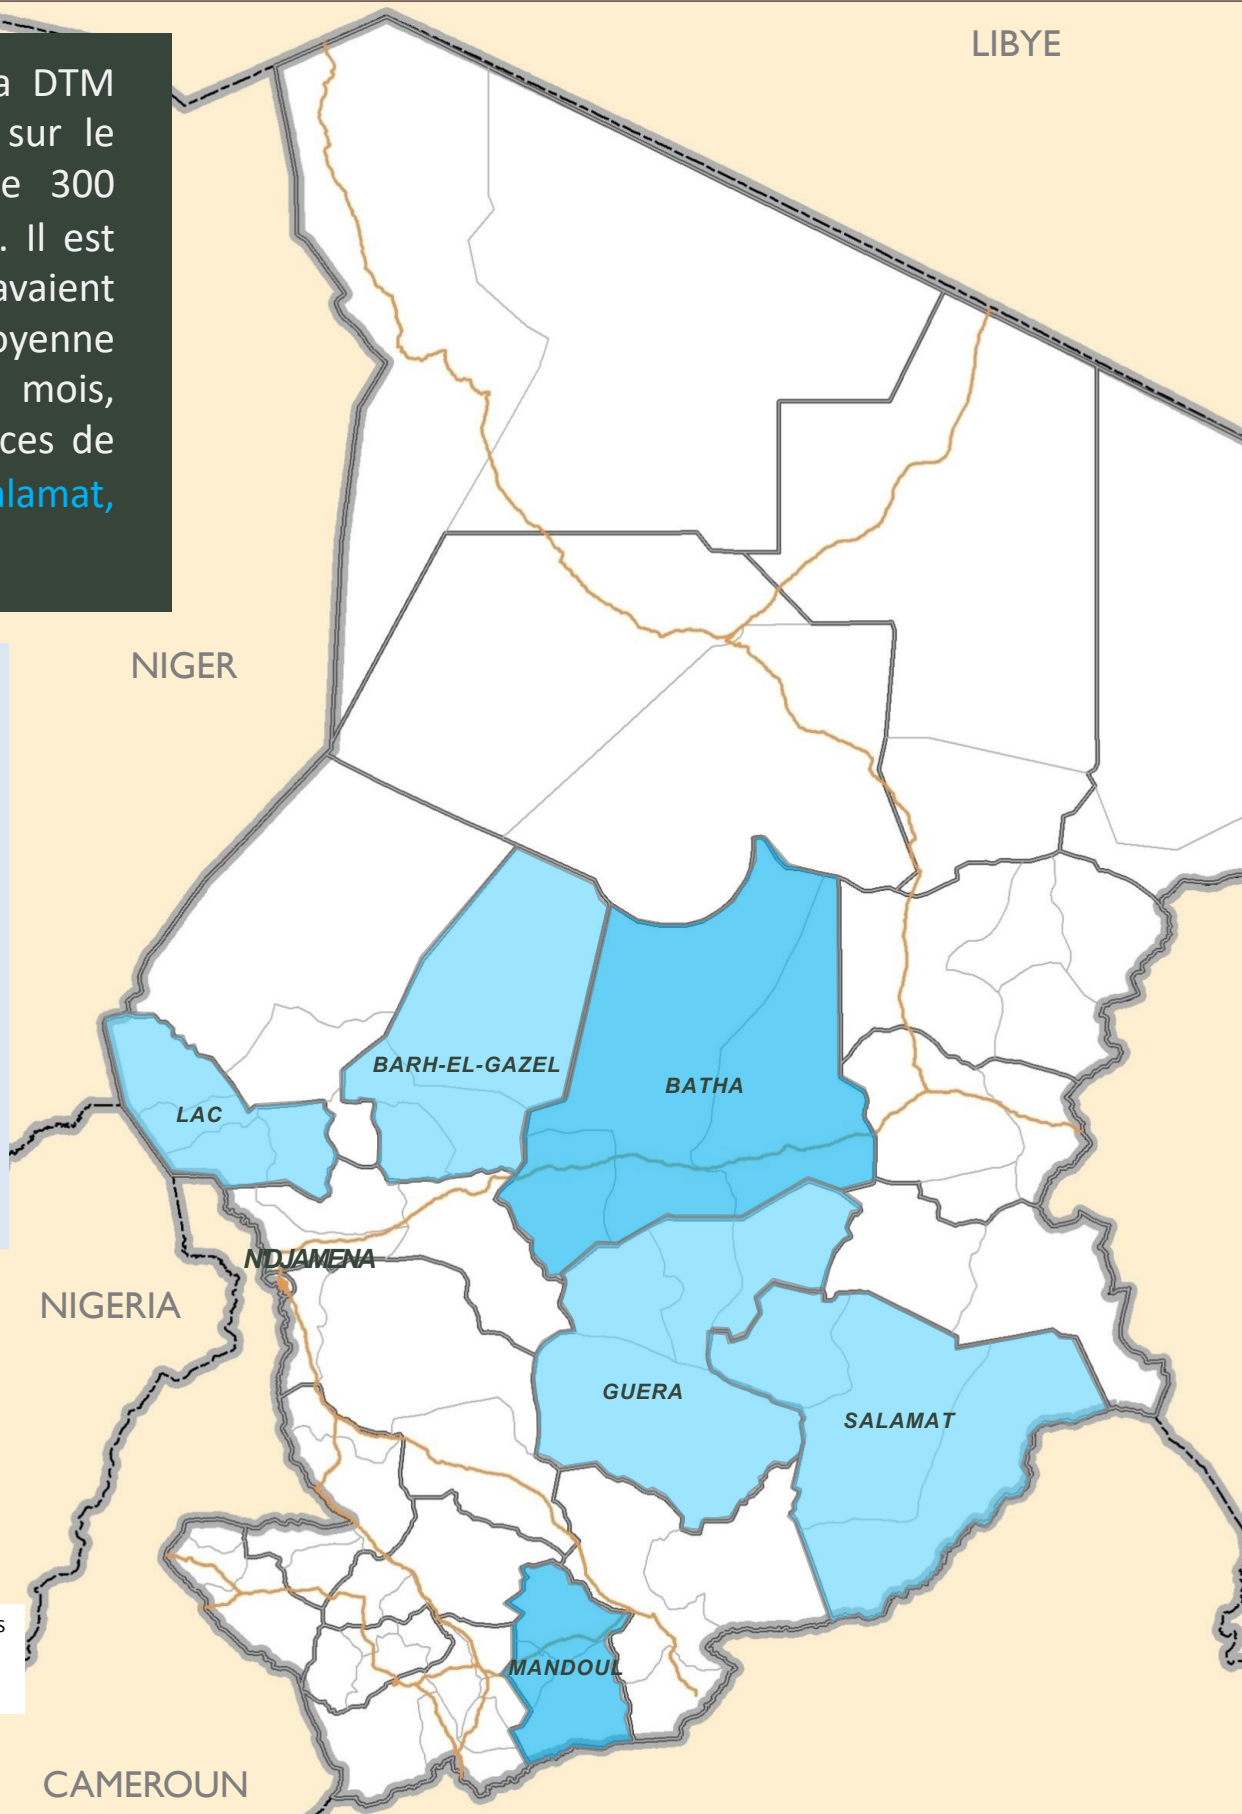 LIBYE
a DTM
sur le
e 300
. Il est
avaient
oyenne
mois,
ces de
alamat,
NIGER
BARH-EL-GAZEL
BATHA
LAC
N'DJAMENA
NIGERIA
GUERA
SALAMAT
s
MANDOUL
CAMEROUN